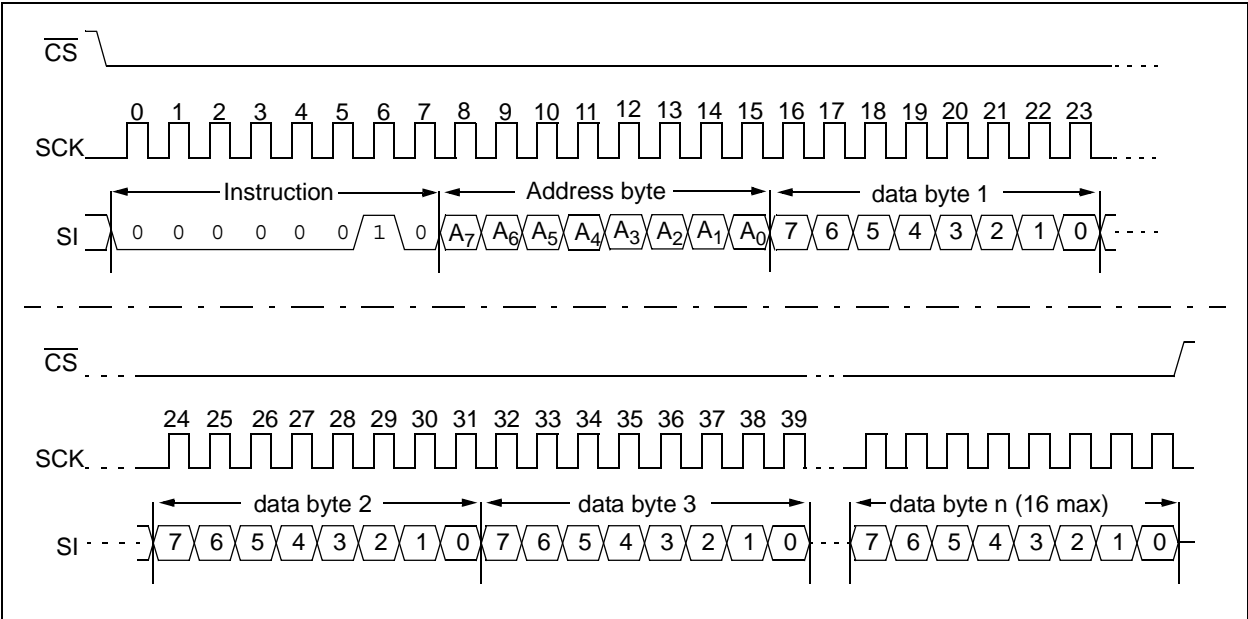 CS
0 1 2 3 4 5 6 7 8 9 10 11 12 13 14 15 16 17 18 19 20 21 22 23
SCK
Instruction Address byte data byte 1
SI 0 0 0 0 0 0 1 0 A7 A6 A5 A4 A3 A2 A1 A0 7 6 5 4 3 2 1 0
CS
24 25 26 27 28 29 30 31 32 33 34 35 36 37 38 39
SCK
data byte 2 data byte 3 data byte n (16 max)
SI 7 6 5 4 3 2 1 0 7 6 5 4 3 2 1 0 7 6 5 4 3 2 1 0